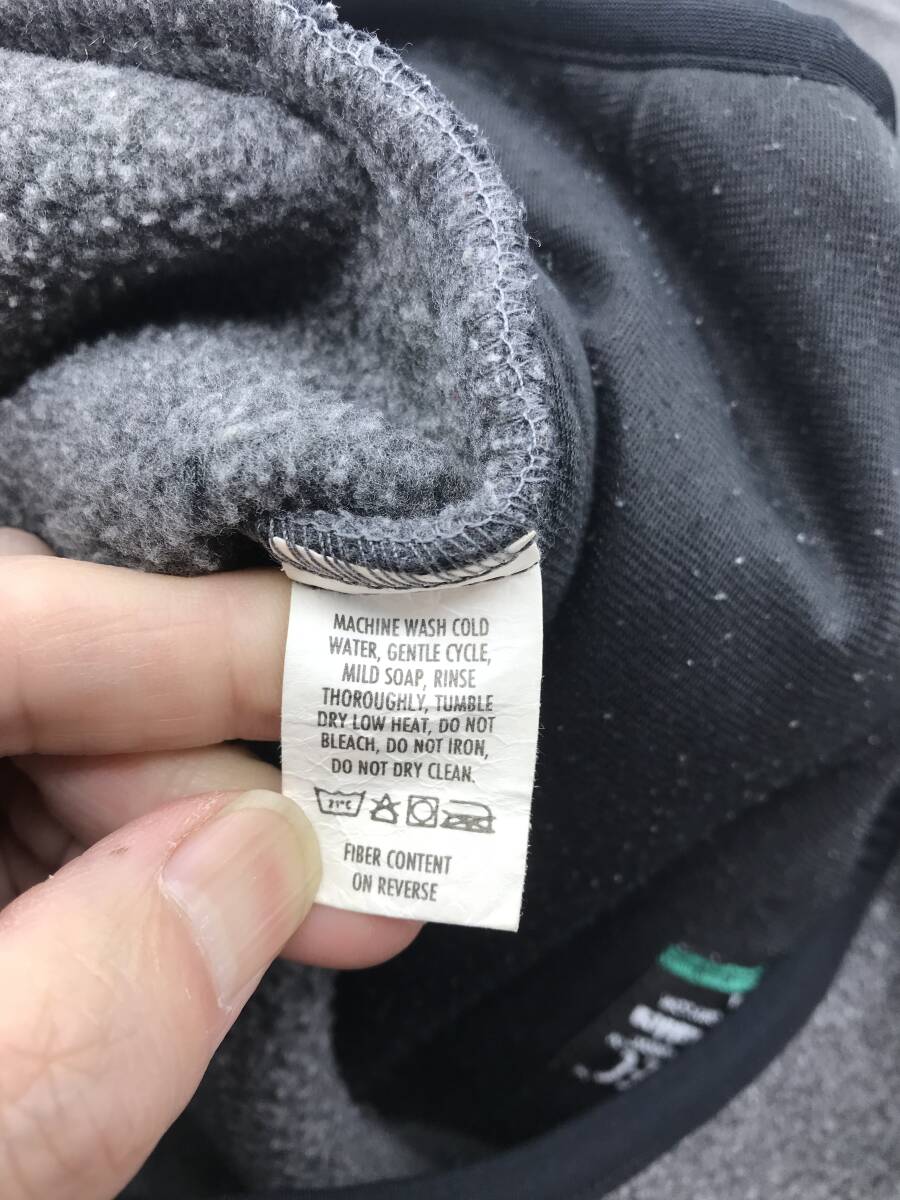 MACHINE WASH COLD
WATER, GENTLE CYCLE,
MILD SOAP, RINSE
THOROUGHLY, TUMBLE
DRY LOW HEAT, DO NOT
BLEACH, DO NOT IRON,
DO NOT DRY CLEAN.
21°C
FIBER CONTENT
ON REVERSE